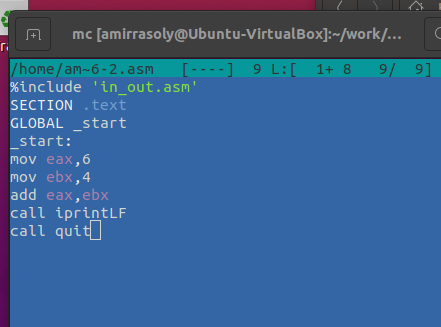 mc [amirrasoly@Ubuntu-VirtualBox]:~/work/...
/home/am~6-2.asm [----] 9 L:[ 1+ 8 9/ 9]
%include 'in_out.asm'
SECTION .text
GLOBAL _start
_start:
mov eax,6
mov ebx,4
add eax,ebx
call iprintLF
call quit